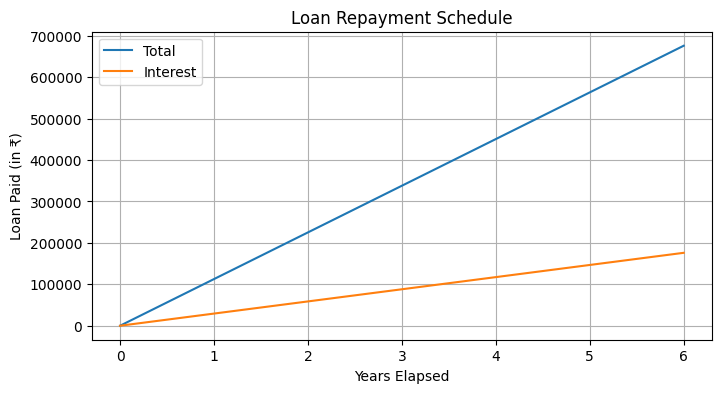 Loan Repayment Schedule
Total
Interest
Loan Paid (in ₹)
700000
600000
500000
400000
300000
200000
100000
0
0 1 2 3 4 5 6
Years Elapsed